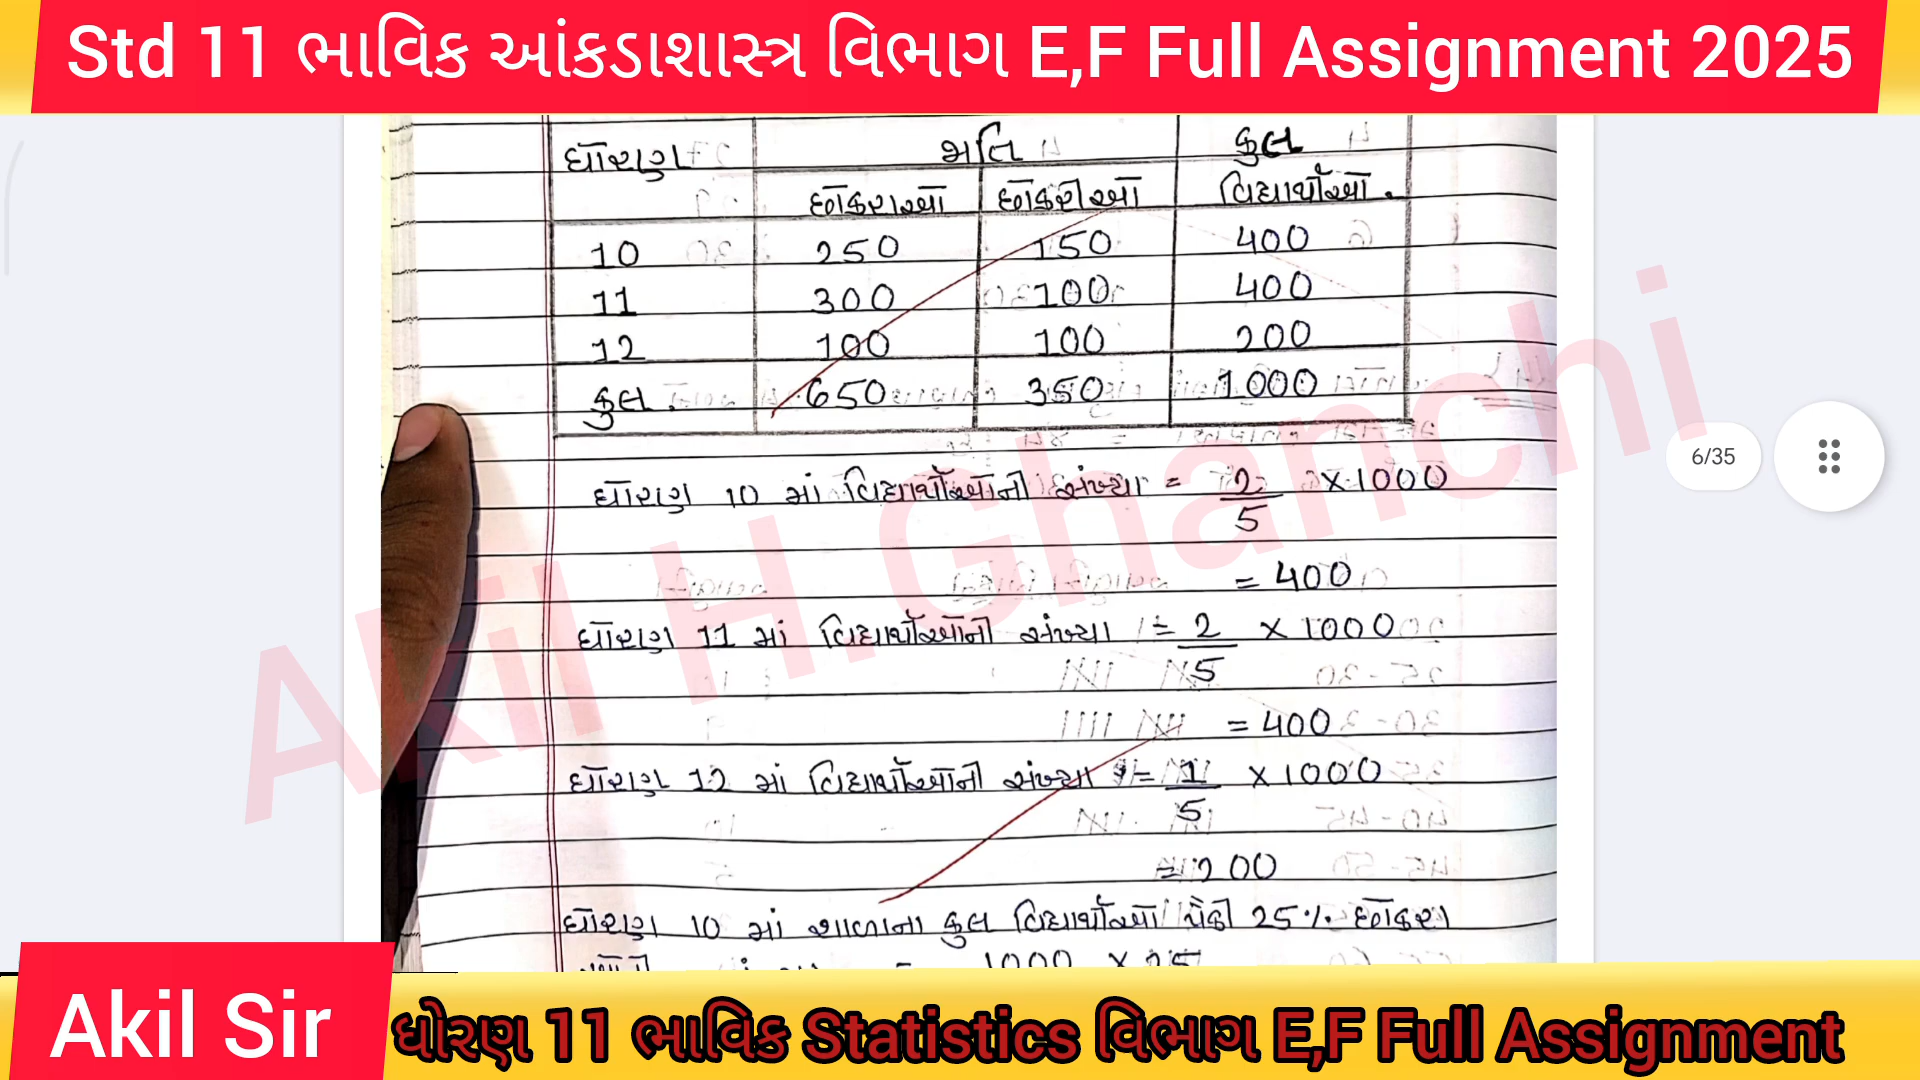 Std 11 ભાવિક આંકડાશાસ્ત્ર વિભાગ E,F Full Assignment 2025
ધોરણ જાતિ કુલ
છોકરાઓ છોકરીઓ વિદ્યાર્થીઓ.
10 250 150 400
11 300 100 400
12 100 100 200
કુલ. 650 350 1000
6/35
ધોરણ 10 માં વિદ્યાર્થીઓની સંખ્યા = 2/5 × 1000
= 400
ધોરણ 11 માં વિદ્યાર્થીઓની સંખ્યા = 2/5 × 1000
= 400
ધોરણ 12 માં વિદ્યાર્થીઓની સંખ્યા = 1/5 × 1000
= 200
ધોરણ 10 માં શાળાના કુલ વિદ્યાર્થીઓ પૈકી 25% છોકરા
= 1000 × 25
Akil H Ghanchi
Akil Sir
ધોરણ 11 ભાવિક Statistics વિભાગ E,F Full Assignment